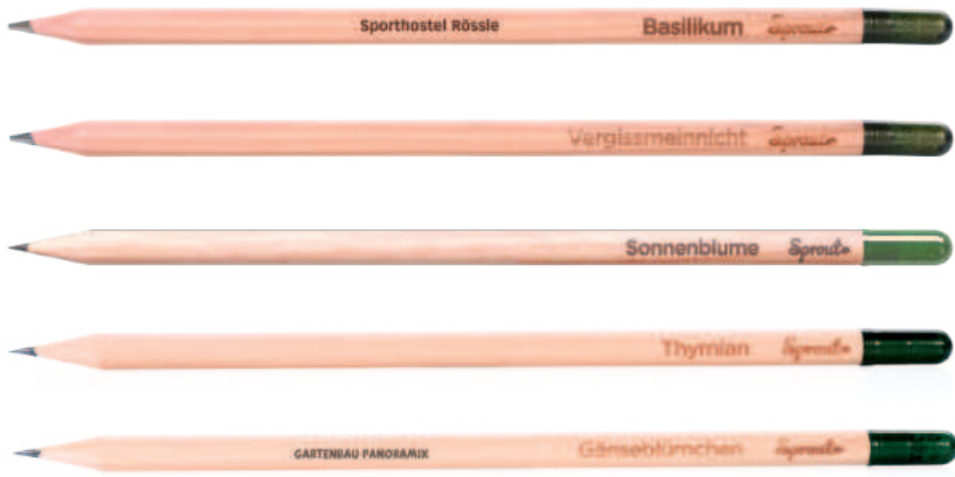 Sporthostel Rössle Basilikum Sprout
Vergissmeinnicht Sprout
Sonnenblume Sprout
Thymian Sprout
GARTENBAU PANORAMIX Gänseblümchen Sprout